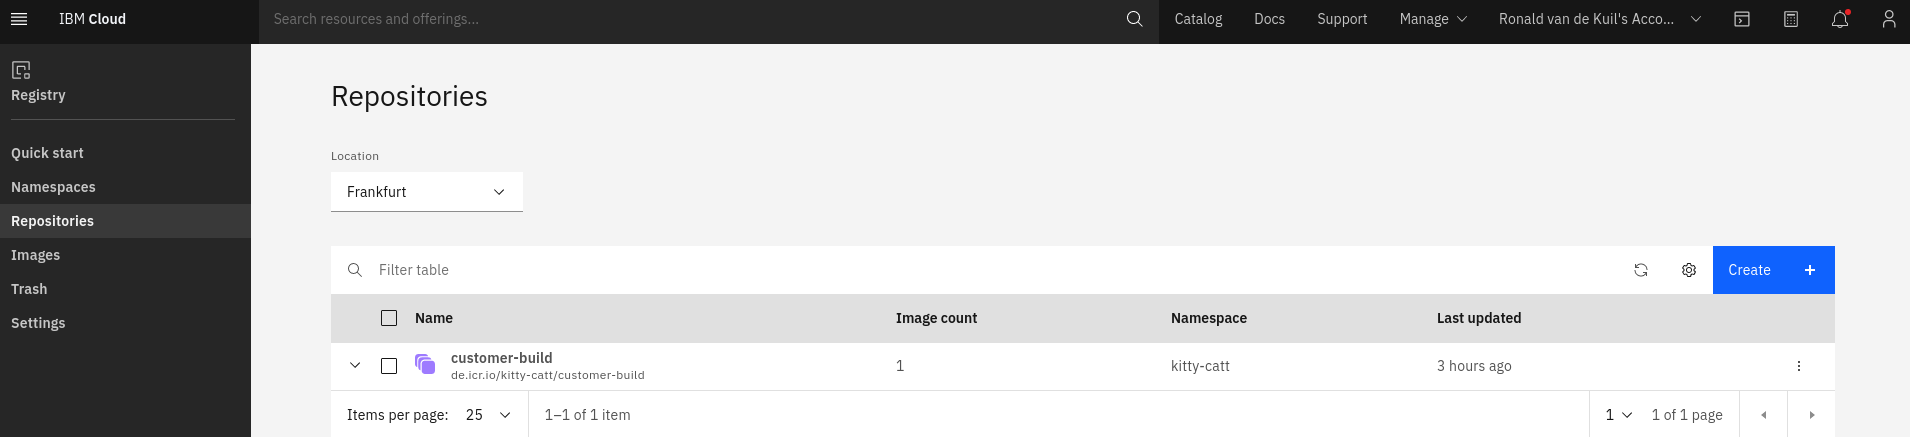 IBM Cloud
Search resources and offerings...
Catalog
Docs
Support
Manage
Ronald van de Kuil's Acco...
Registry
Quick start
Namespaces
Repositories
Images
Trash
Settings
Repositories
Location
Frankfurt
Filter table
Create +
Name Image count Namespace Last updated
customer-build
de.icr.io/kitty-catt/customer-build
1 kitty-catt 3 hours ago
Items per page: 25 1–1 of 1 item 1 1 of 1 page